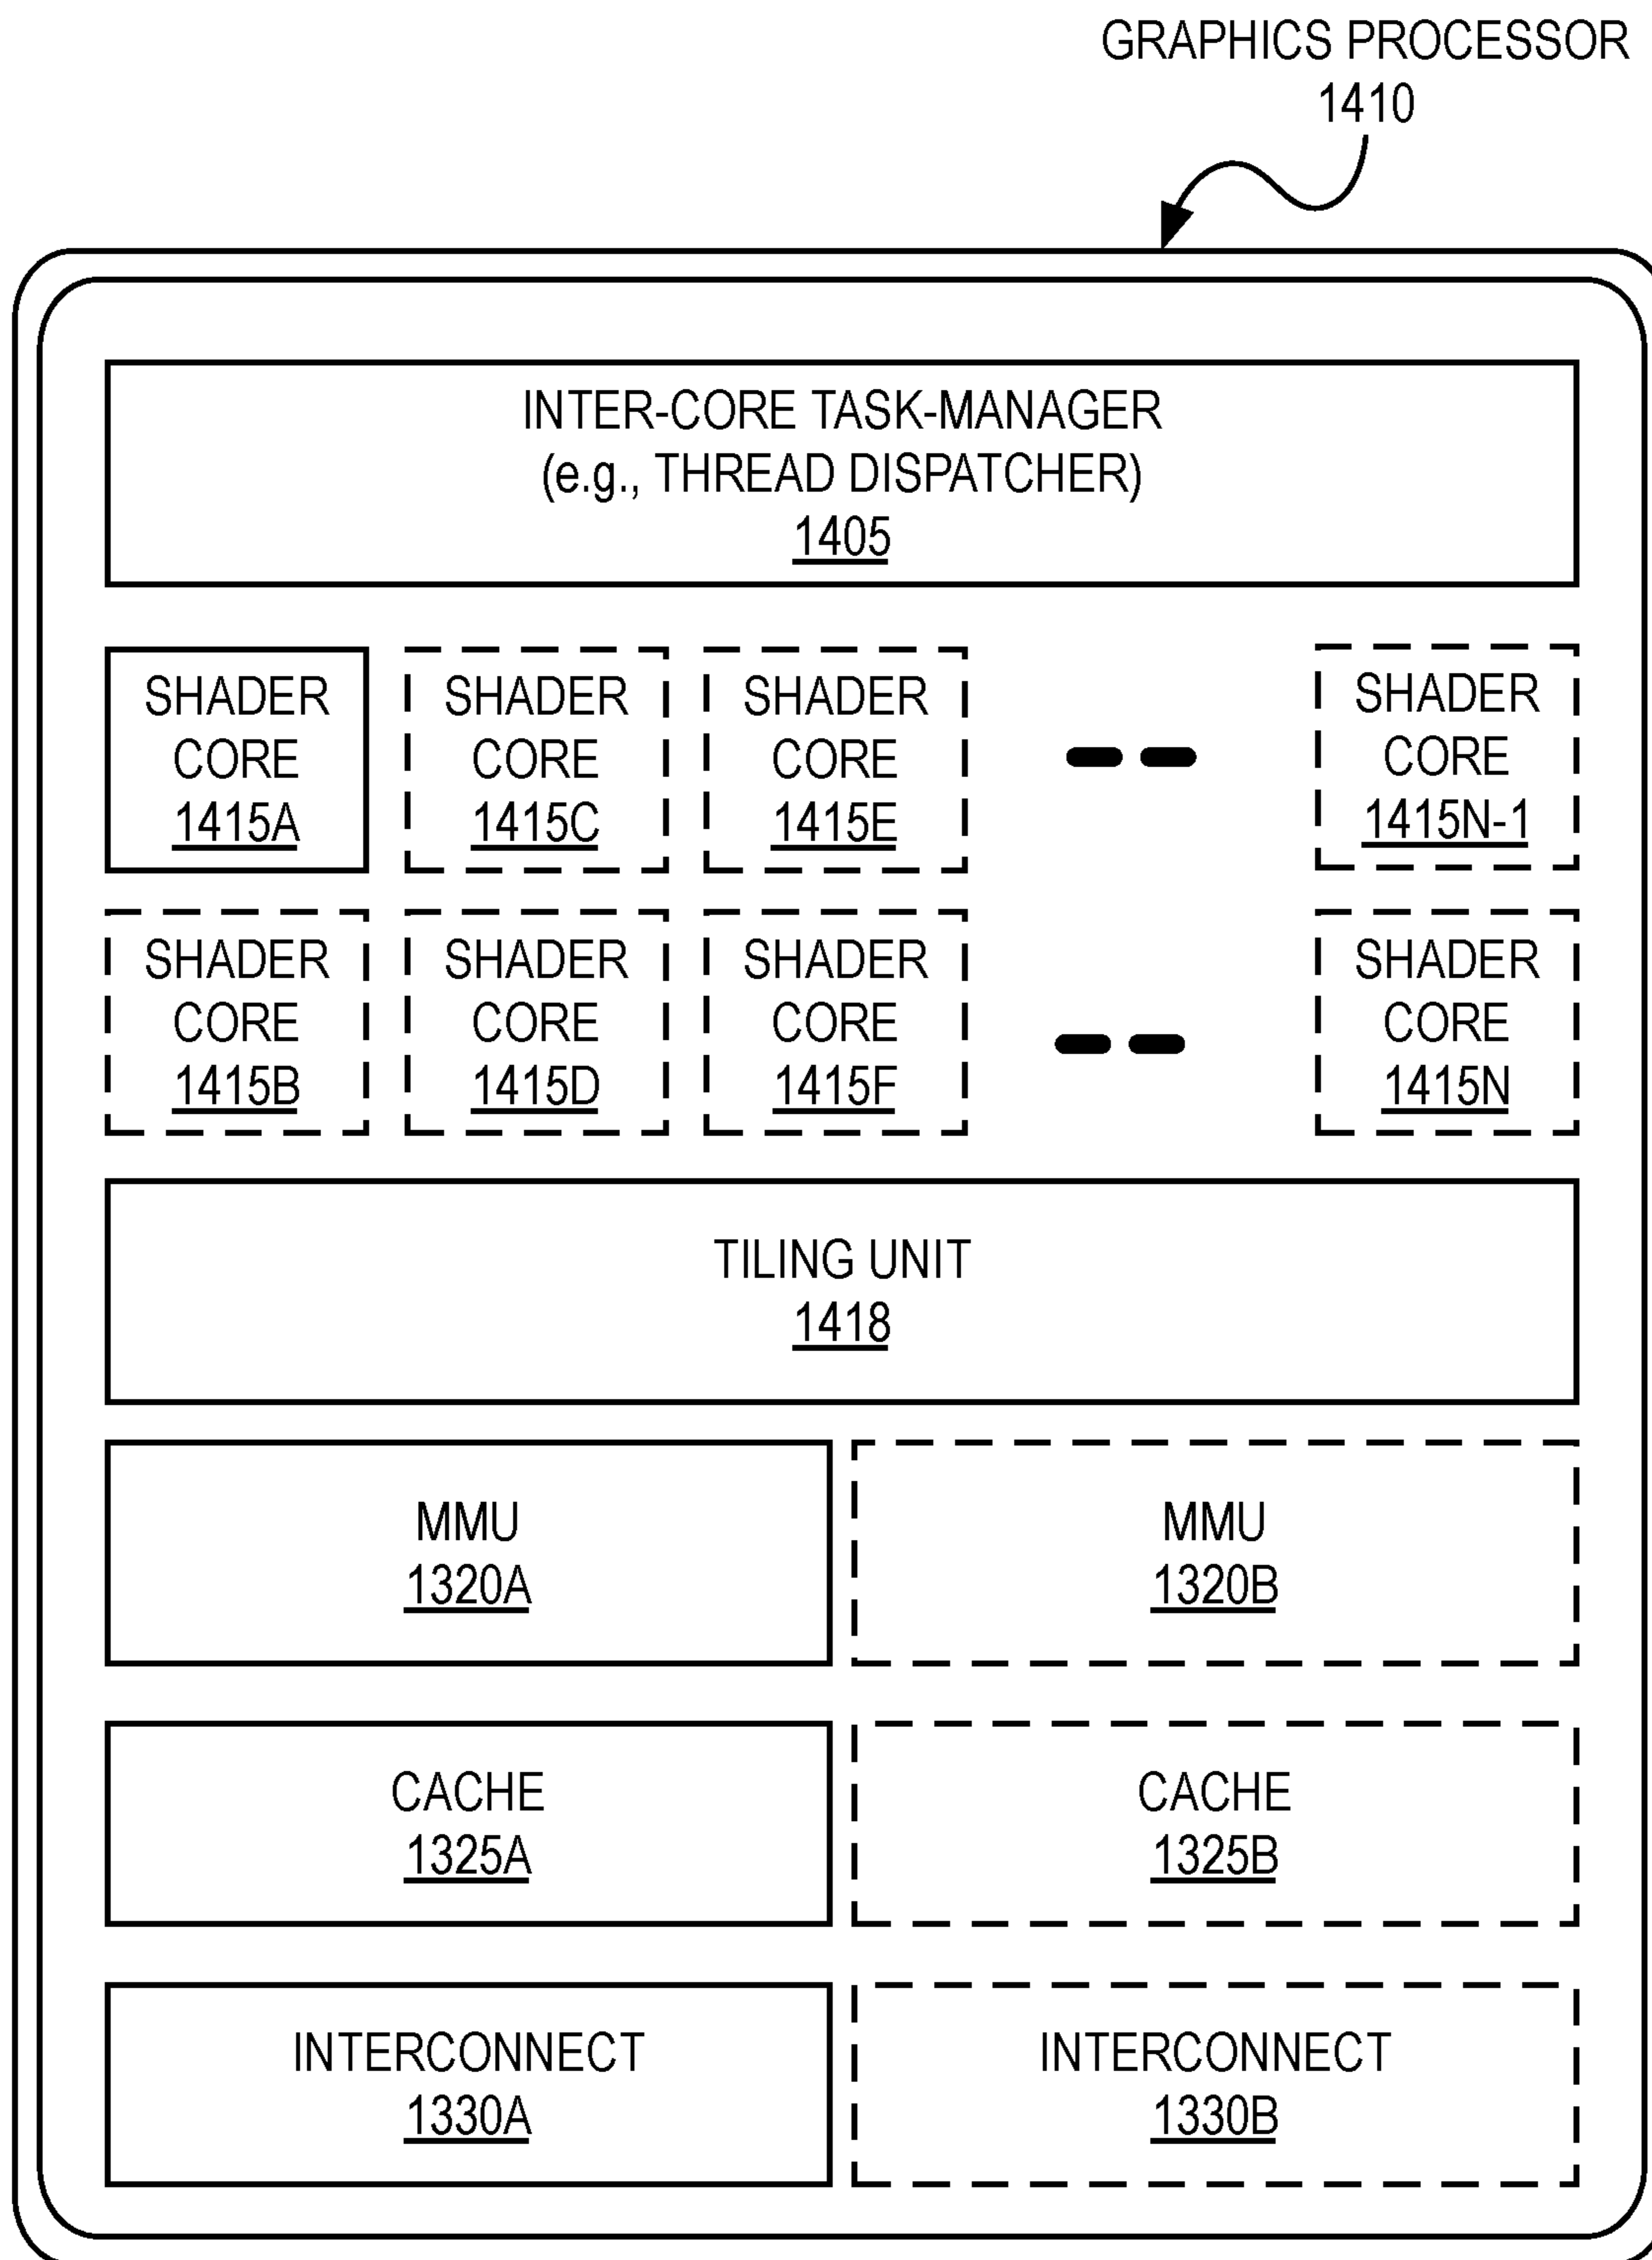 GRAPHICS PROCESSOR
1410
INTER-CORE TASK-MANAGER
(e.g., THREAD DISPATCHER)
1405
SHADER
CORE
1415A
SHADER
CORE
1415C
SHADER
CORE
1415E
SHADER
CORE
1415N-1
SHADER
CORE
1415B
SHADER
CORE
1415D
SHADER
CORE
1415F
SHADER
CORE
1415N
TILING UNIT
1418
MMU
1320A
MMU
1320B
CACHE
1325A
CACHE
1325B
INTERCONNECT
1330A
INTERCONNECT
1330B